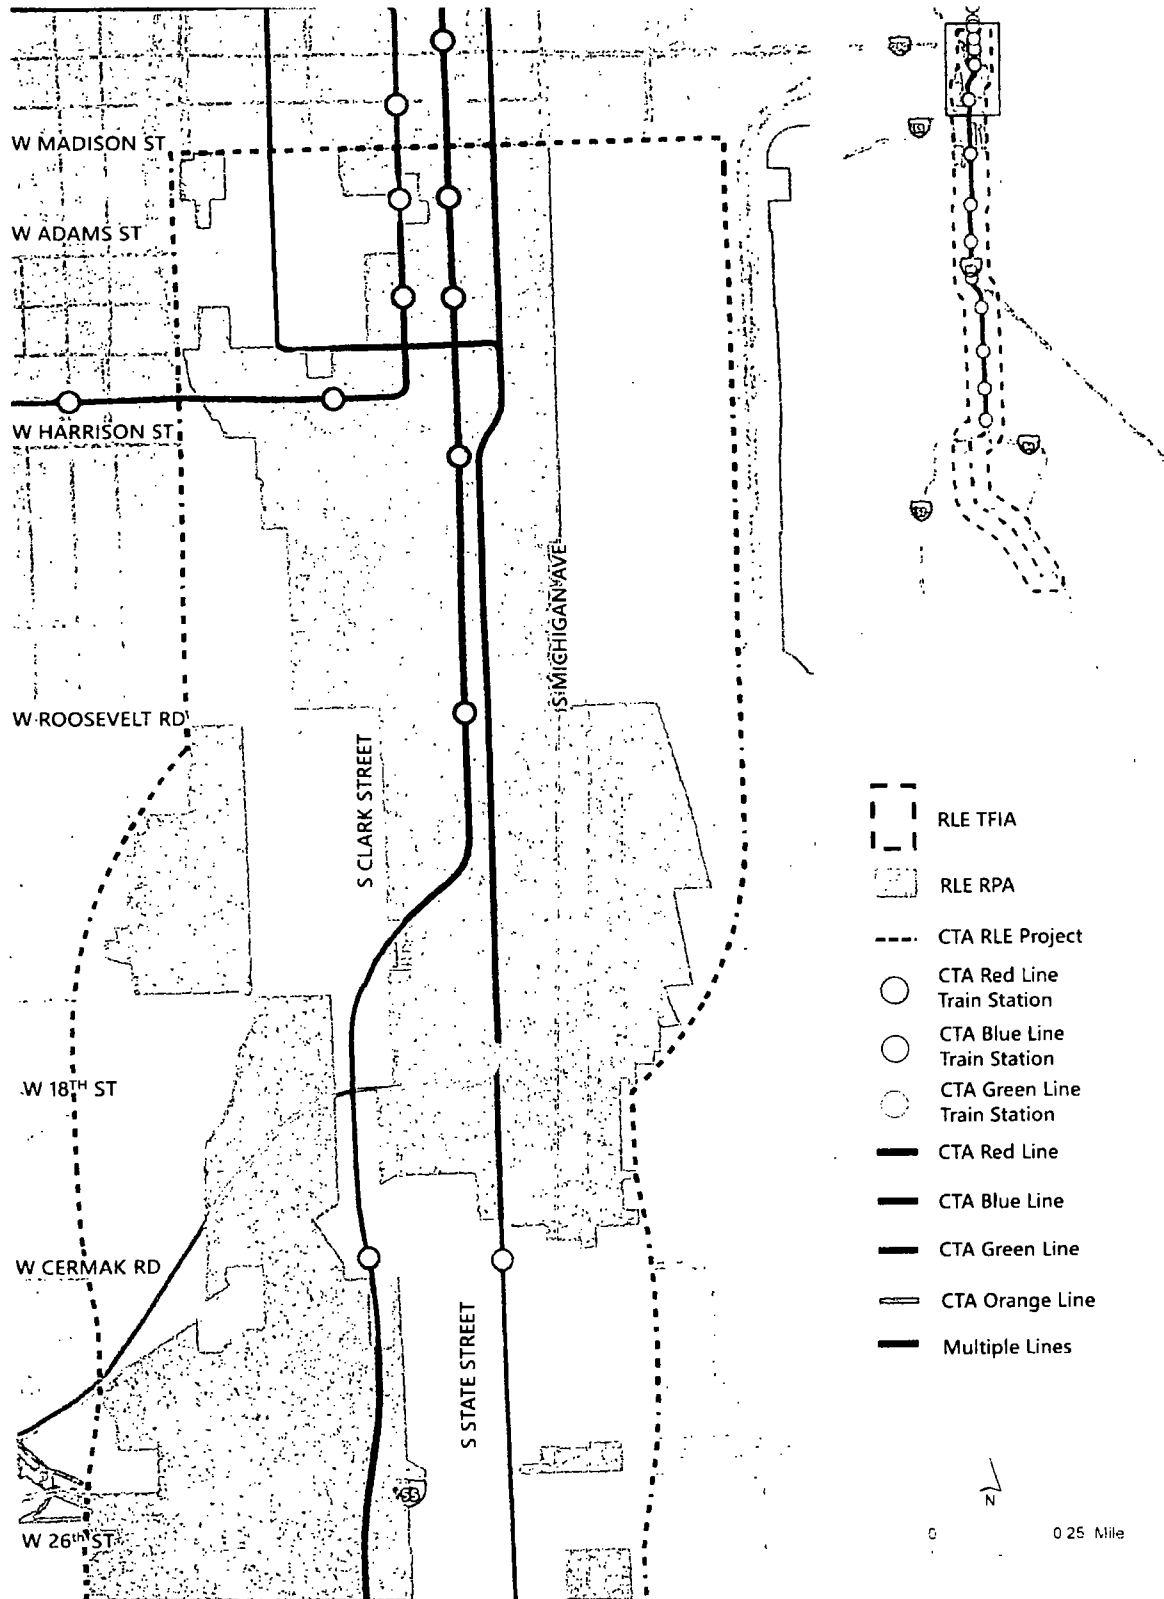 W MADISON ST
W ADAMS ST
W HARRISON ST
S MICHIGAN AVE
W ROOSEVELT RD
S CLARK STREET
W 18TH ST
W CERMAK RD
S STATE STREET
55
W 26th ST
RLE TFIA
RLE RPA
CTA RLE Project
CTA Red Line
Train Station
CTA Blue Line
Train Station
CTA Green Line
Train Station
CTA Red Line
CTA Blue Line
CTA Green Line
CTA Orange Line
Multiple Lines
N
0 0 25 Mile